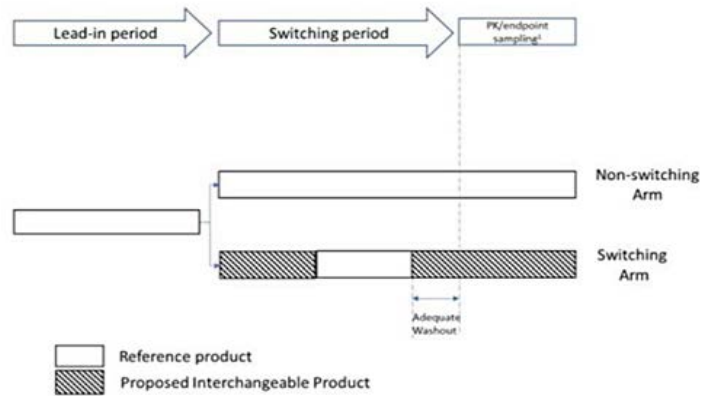 Lead-in period
Switching period
PK/endpoint
sampling¹
Non-switching
Arm
Switching
Arm
Adequate
Washout
Reference product
Proposed Interchangeable Product